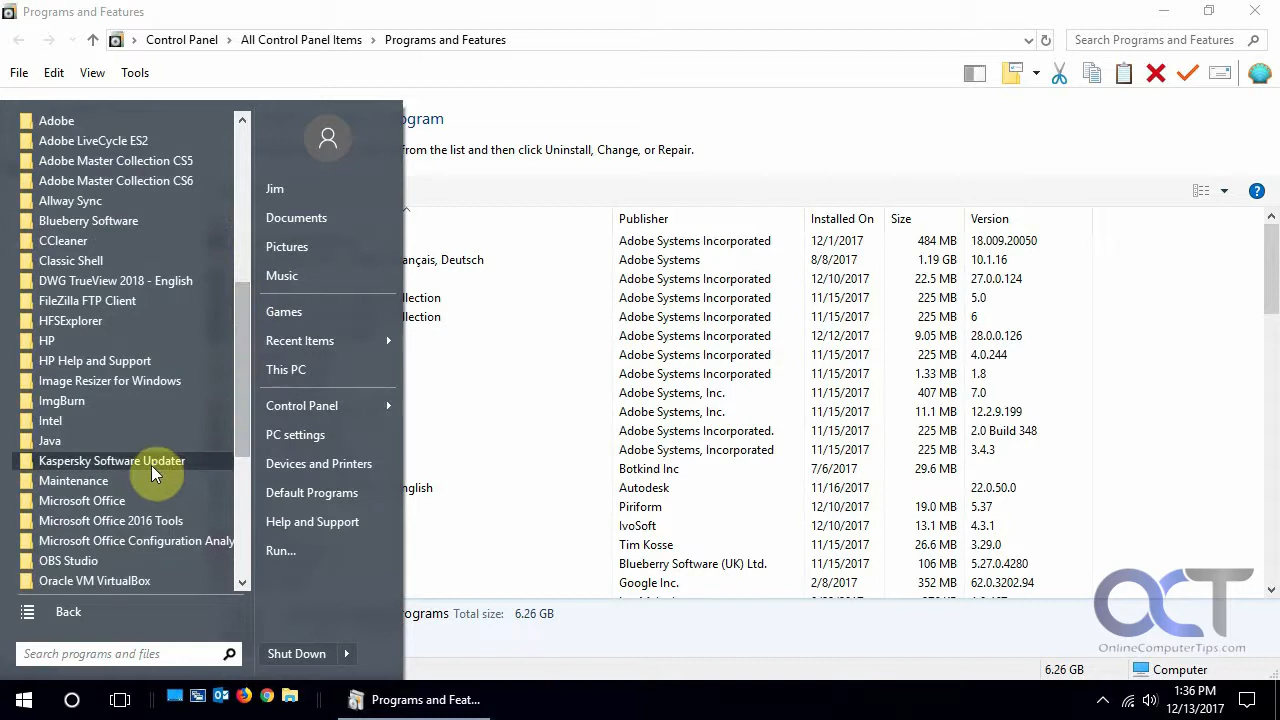 Programs and Features
Control Panel > All Control Panel Items > Programs and Features
Search Programs and Features
File Edit View Tools
ogram
from the list and then click Uninstall, Change, or Repair.
Adobe
Adobe LiveCycle ES2
Adobe Master Collection CS5
Adobe Master Collection CS6
Allway Sync
Blueberry Software
CCleaner
Classic Shell
DWG TrueView 2018 - English
FileZilla FTP Client
HFSExplorer
HP
HP Help and Support
Image Resizer for Windows
ImgBurn
Intel
Java
Kaspersky Software Updater
Maintenance
Microsoft Office
Microsoft Office 2016 Tools
Microsoft Office Configuration Analy
OBS Studio
Oracle VM VirtualBox
Back
Search programs and files
Jim
Documents
Pictures
Music
Games
Recent Items
This PC
Control Panel
PC settings
Devices and Printers
Default Programs
Help and Support
Run...
Shut Down
Publisher Installed On Size Version
Adobe Systems Incorporated 12/1/2017 484 MB 18.009.20050
français, Deutsch Adobe Systems 8/8/2017 1.19 GB 10.1.16
Adobe Systems Incorporated 12/10/2017 22.5 MB 27.0.0.124
ollection Adobe Systems Incorporated 11/15/2017 225 MB 5.0
ollection Adobe Systems Incorporated 11/15/2017 225 MB 6
Adobe Systems Incorporated 12/12/2017 9.05 MB 28.0.0.126
Adobe Systems Incorporated 11/15/2017 225 MB 4.0.244
Adobe Systems Incorporated 11/15/2017 1.33 MB 1.8
Adobe Systems, Inc. 11/15/2017 407 MB 7.0
Adobe Systems, Inc. 11/15/2017 11.1 MB 12.2.9.199
Adobe Systems Incorporated. 11/15/2017 225 MB 2.0 Build 348
Adobe Systems, Incorporated 11/15/2017 225 MB 3.4.3
Botkind Inc 7/6/2017 29.6 MB
nglish Autodesk 11/16/2017 22.0.50.0
Piriform 12/10/2017 19.0 MB 5.37
IvoSoft 12/10/2017 13.1 MB 4.3.1
Tim Kosse 11/15/2017 26.6 MB 3.29.0
Blueberry Software (UK) Ltd. 11/15/2017 106 MB 5.27.0.4280
Google Inc. 2/8/2017 352 MB 62.0.3202.94
ograms Total size: 6.26 GB
OCT
OnlineComputerTips.com
6.26 GB Computer
Programs and Feat...
1:36 PM
12/13/2017